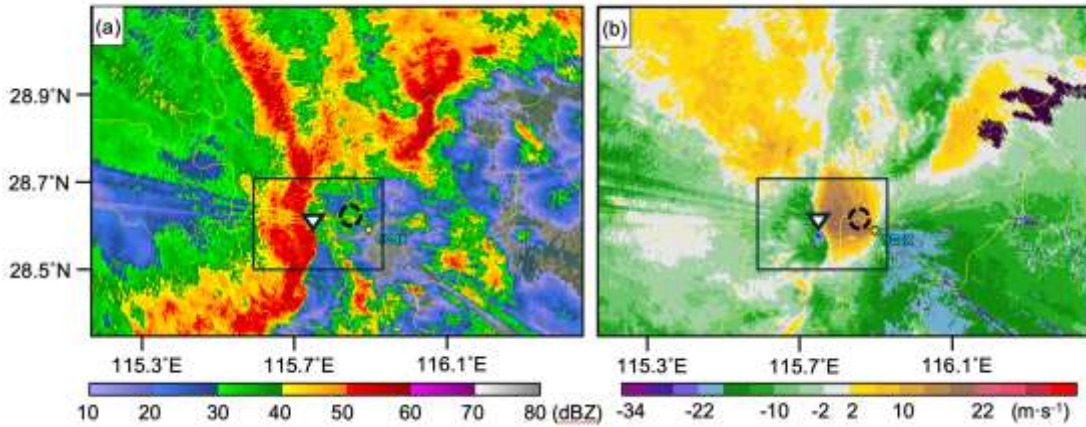 (a)
(b)
28.9°N
28.7°N
28.5°N
115.3°E 115.7°E 116.1°E
115.3°E 115.7°E 116.1°E
10 20 30 40 50 60 70 80 (dBZ)
-34 -22 -10 -2 2 10 22 (m·s⁻¹)